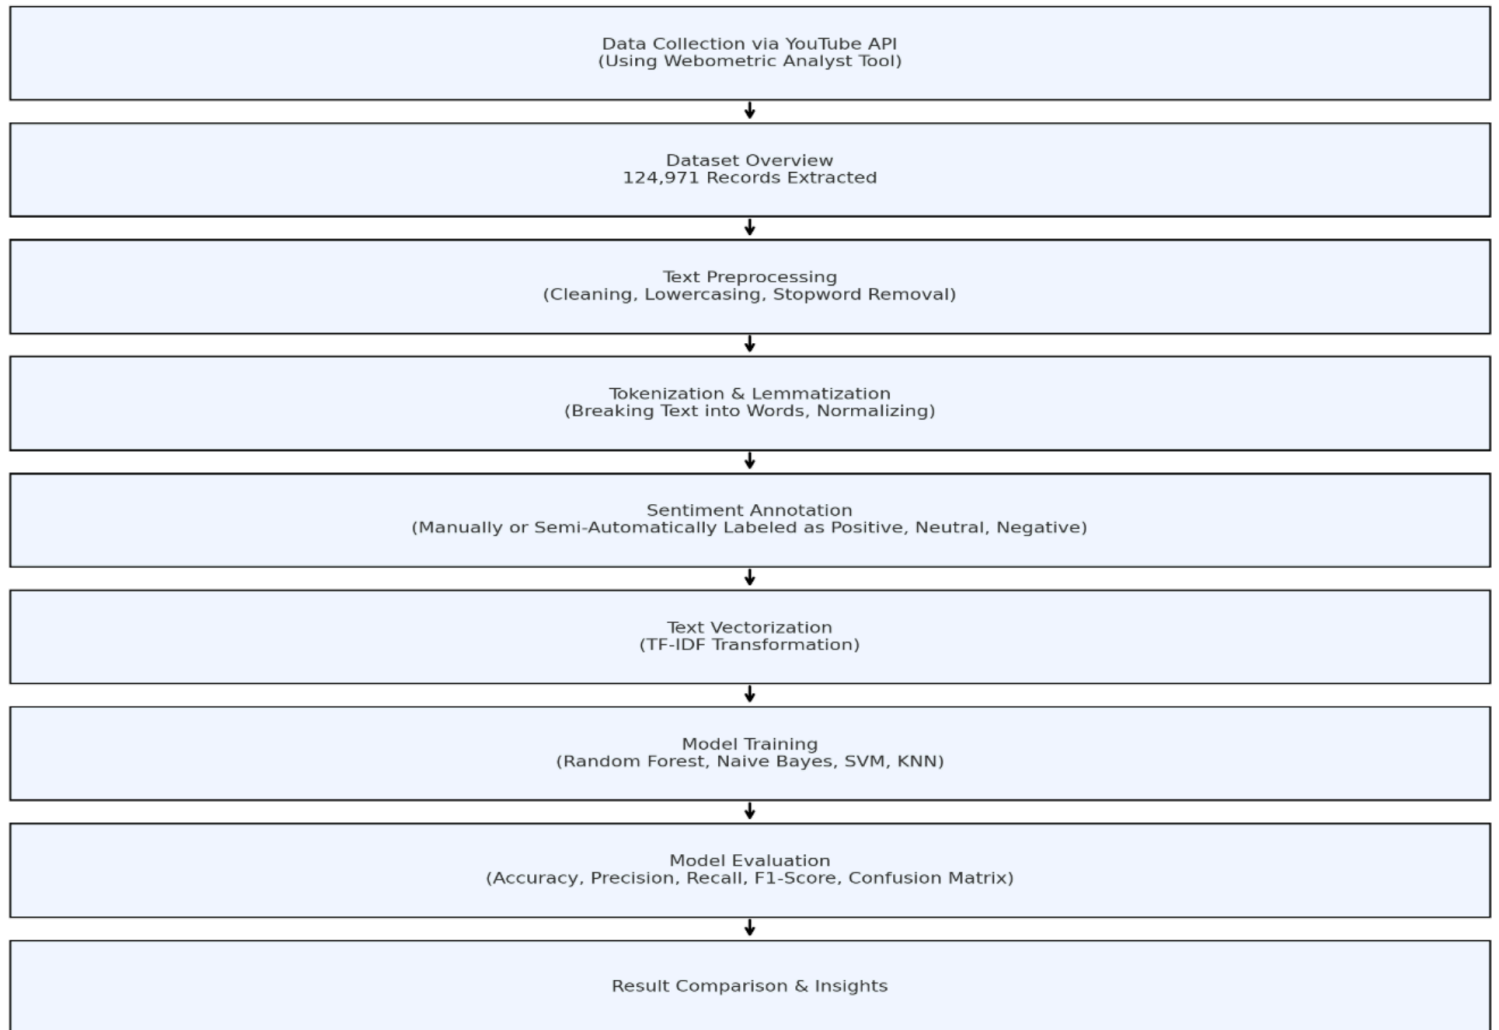 Data Collection via YouTube API
(Using Webometric Analyst Tool)
Dataset Overview
124,971 Records Extracted
Text Preprocessing
(Cleaning, Lowercasing, Stopword Removal)
Tokenization & Lemmatization
(Breaking Text into Words, Normalizing)
Sentiment Annotation
(Manually or Semi-Automatically Labeled as Positive, Neutral, Negative)
Text Vectorization
(TF-IDF Transformation)
Model Training
(Random Forest, Naive Bayes, SVM, KNN)
Model Evaluation
(Accuracy, Precision, Recall, F1-Score, Confusion Matrix)
Result Comparison & Insights